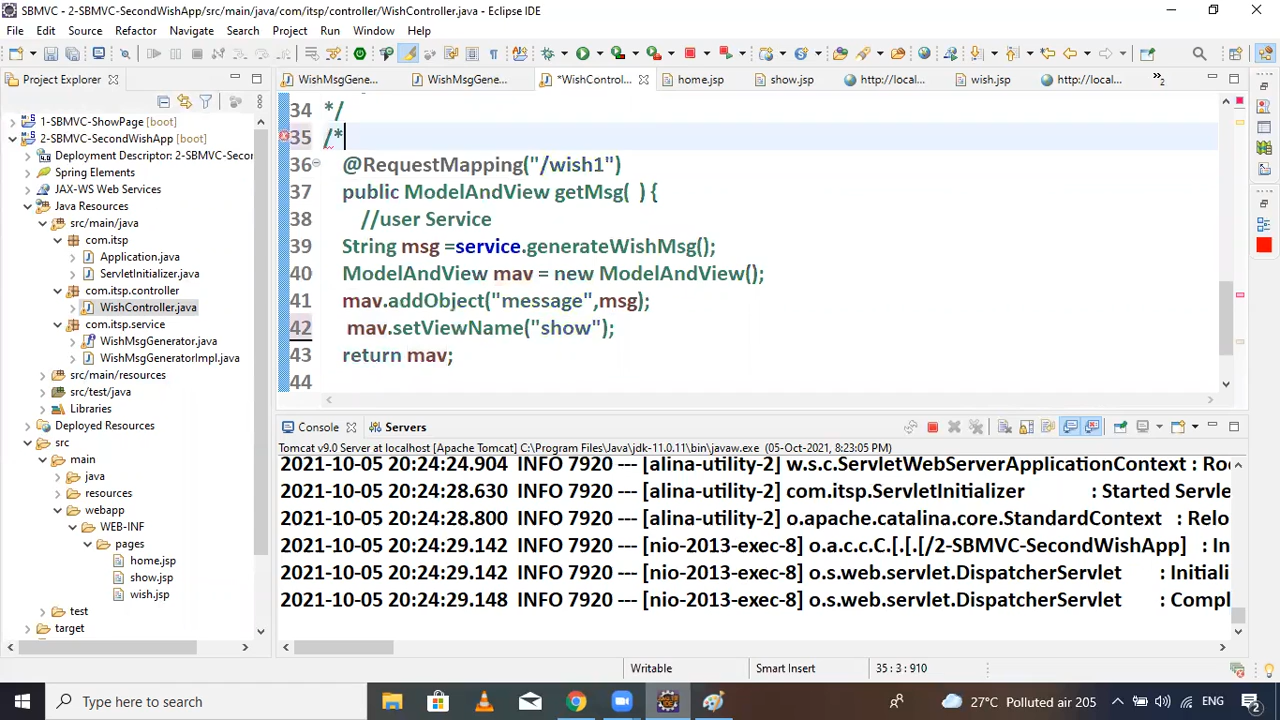 SBMVC - 2-SBMVC-SecondWishApp/src/main/java/com/itsp/controller/WishController.java - Eclipse IDE
File Edit Source Refactor Navigate Search Project Run Window Help
Project Explorer
WishMsgGene...
WishMsgGene...
*WishControl...
home.jsp
show.jsp
http://local...
wish.jsp
http://local...
»2
1-SBMVC-ShowPage [boot]
2-SBMVC-SecondWishApp [boot]
Deployment Descriptor: 2-SBMVC-Secon
Spring Elements
JAX-WS Web Services
Java Resources
src/main/java
com.itsp
Application.java
ServletInitializer.java
com.itsp.controller
WishController.java
com.itsp.service
WishMsgGenerator.java
WishMsgGeneratorImpl.java
src/main/resources
src/test/java
Libraries
Deployed Resources
src
main
java
resources
webapp
WEB-INF
pages
home.jsp
show.jsp
wish.jsp
test
target
34 */
35 /*
36 @RequestMapping("/wish1")
37 public ModelAndView getMsg( ) {
38 //user Service
39 String msg =service.generateWishMsg();
40 ModelAndView mav = new ModelAndView();
41 mav.addObject("message",msg);
42 mav.setViewName("show");
43 return mav;
44
Console Servers
Tomcat v9.0 Server at localhost [Apache Tomcat] C:\Program Files\Java\jdk-11.0.11\bin\javaw.exe (05-Oct-2021, 8:23:05 PM)
2021-10-05 20:24:24.904 INFO 7920 --- [alina-utility-2] w.s.c.ServletWebServerApplicationContext : Roo
2021-10-05 20:24:28.630 INFO 7920 --- [alina-utility-2] com.itsp.ServletInitializer : Started Servle
2021-10-05 20:24:28.800 INFO 7920 --- [alina-utility-2] o.apache.catalina.core.StandardContext : Relo
2021-10-05 20:24:29.142 INFO 7920 --- [nio-2013-exec-8] o.a.c.c.C.[.[.[/2-SBMVC-SecondWishApp] : In
2021-10-05 20:24:29.142 INFO 7920 --- [nio-2013-exec-8] o.s.web.servlet.DispatcherServlet : Initiali
2021-10-05 20:24:29.148 INFO 7920 --- [nio-2013-exec-8] o.s.web.servlet.DispatcherServlet : Compl
Writable Smart Insert 35 : 3 : 910
Type here to search
27°C Polluted air 205
ENG
8:24 PM